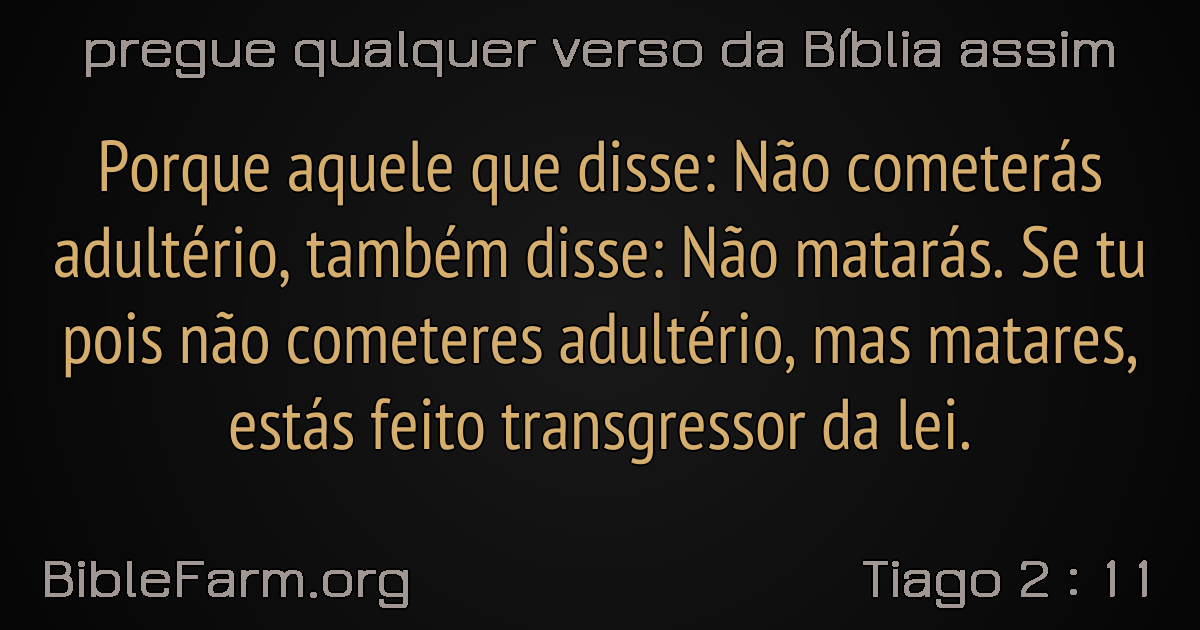 pregue qualquer verso da Bíblia assim
Porque aquele que disse: Não cometerás
adultério, também disse: Não matarás. Se tu
pois não cometeres adultério, mas matares,
estás feito transgressor da lei.
BibleFarm.org
Tiago 2 : 11